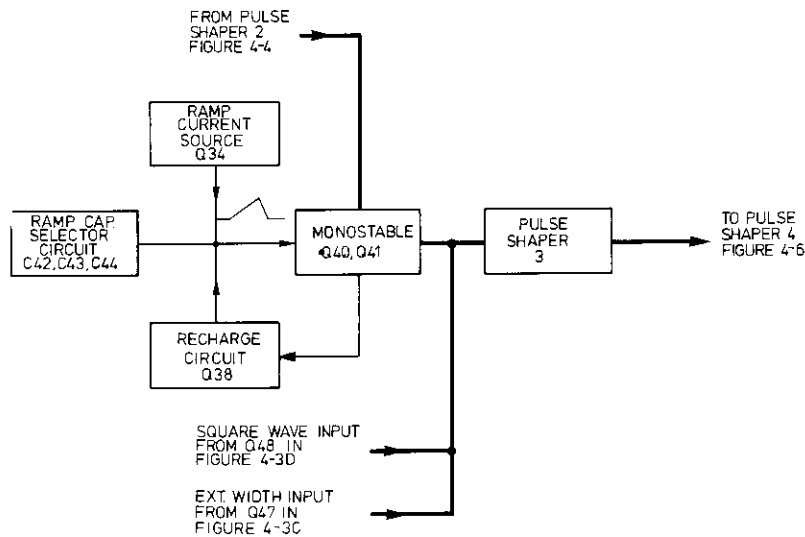 FROM PULSE
SHAPER 2
FIGURE 4-4
RAMP
CURRENT
SOURCE
Q34
RAMP CAP.
SELECTOR
CIRCUIT
C42,C43,C44
MONOSTABLE
Q40,Q41
PULSE
SHAPER
3
TO PULSE
SHAPER 4
FIGURE 4-6
RECHARGE
CIRCUIT
Q38
SQUARE WAVE INPUT
FROM Q48 IN
FIGURE 4-3D
EXT. WIDTH INPUT
FROM Q47 IN
FIGURE 4-3C